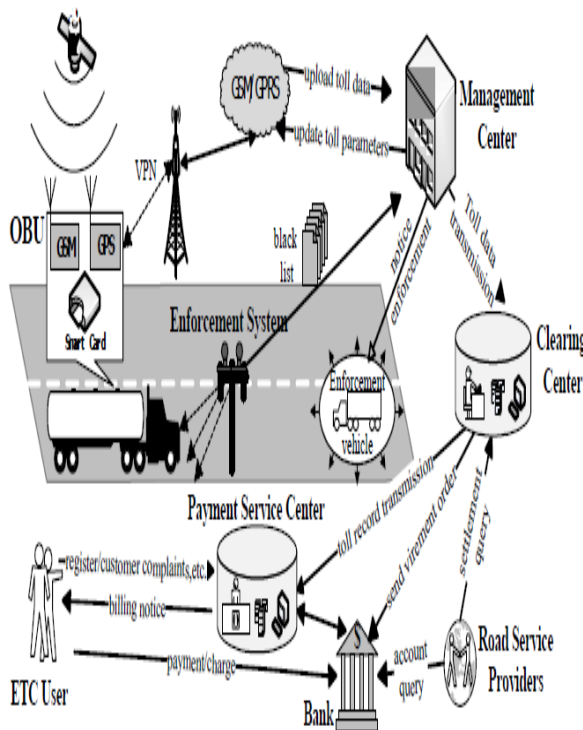 GSM/GPRS
upload toll data
update toll parameters
Management
Center
VPN
OBU
GSM
GPS
Smart Card
black
list
notice
enforcement
Toll data
transmission
Enforcement System
Enforcement
vehicle
Clearing
Center
Payment Service Center
toll record transmission
send virement order
settlement
query
register/customer complaints,etc.
billing notice
payment/charge
ETC User
$
Bank
account
query
Road Service
Providers